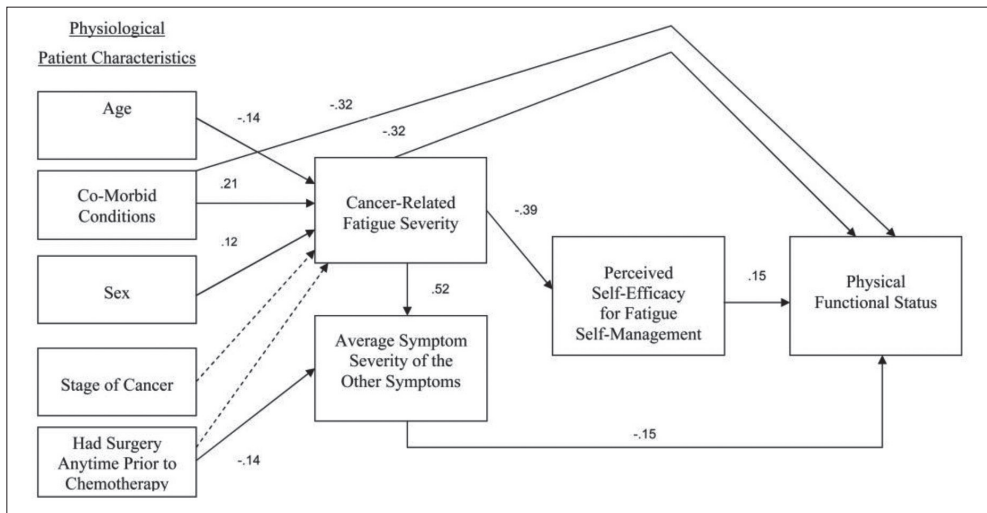 Physiological
Patient Characteristics
Age
Co-Morbid
Conditions
Sex
Stage of Cancer
Had Surgery
Anytime Prior to
Chemotherapy
-.14
.21
.12
-.14
-.32
-.32
Cancer-Related
Fatigue Severity
.52
Average Symptom
Severity of the
Other Symptoms
-.39
Perceived
Self-Efficacy
for Fatigue
Self-Management
.15
-.15
Physical
Functional Status